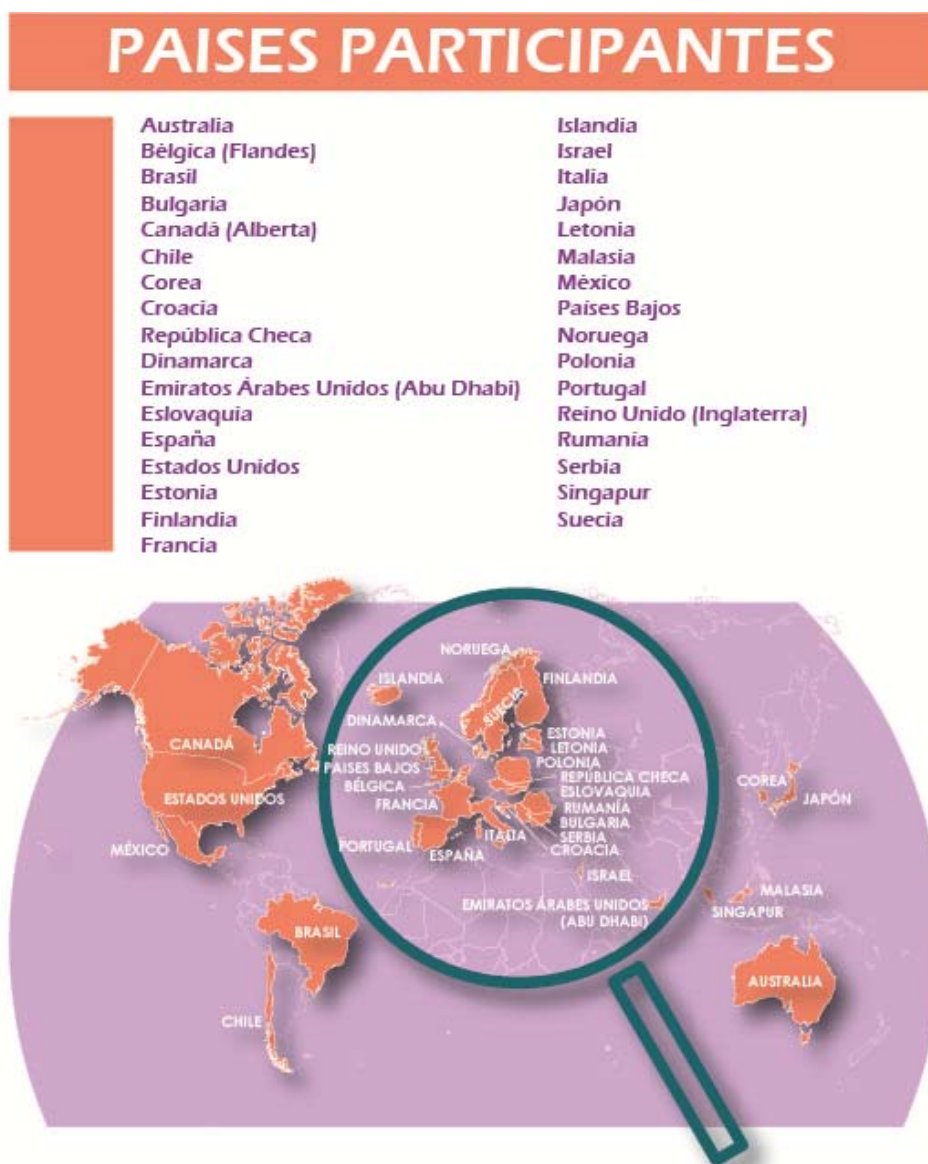 PAISES PARTICIPANTES
Australia
Bélgica (Flandes)
Brasil
Bulgaria
Canadá (Alberta)
Chile
Corea
Croacia
República Checa
Dinamarca
Emiratos Árabes Unidos (Abu Dhabi)
Eslovaquia
España
Estados Unidos
Estonia
Finlandia
Francia
Islandia
Israel
Italia
Japón
Letonia
Malasia
México
Países Bajos
Noruega
Polonia
Portugal
Reino Unido (Inglaterra)
Rumanía
Serbia
Singapur
Suecia
NORUEGA
ISLANDIA
FINLANDIA
SUECIA
DINAMARCA
ESTONIA
LETONIA
REINO UNIDO
POLONIA
PAISES BAJOS
REPÚBLICA CHECA
BÉLGICA
ESLOVAQUIA
FRANCIA
RUMANÍA
BULGARIA
ITALIA
SERBIA
PORTUGAL
CROACIA
ESPAÑA
ISRAEL
EMIRATOS ÁRABES UNIDOS
(ABU DHABI)
CANADÁ
ESTADOS UNIDOS
MÉXICO
BRASIL
CHILE
COREA
JAPÓN
MALASIA
SINGAPUR
AUSTRALIA